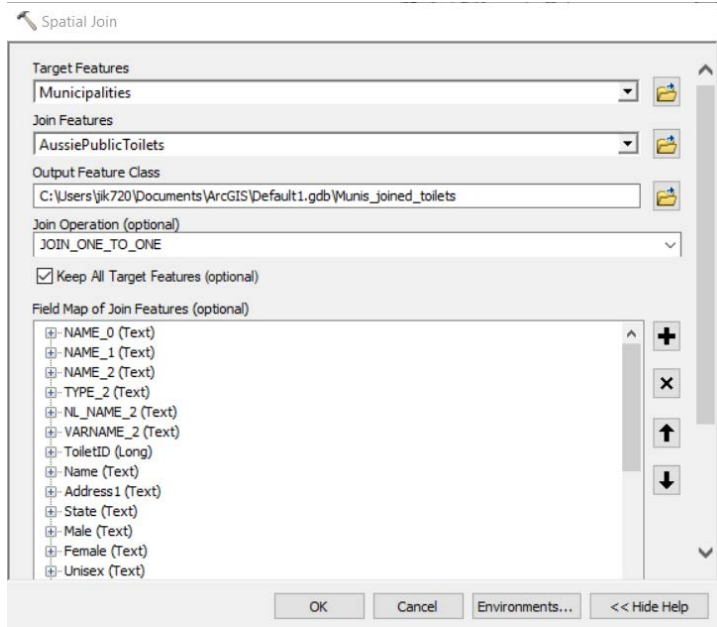 Spatial Join
Target Features
Municipalities
Join Features
AussiePublicToilets
Output Feature Class
C:\Users\jik720\Documents\ArcGIS\Default1.gdb\Munis_joined_toilets
Join Operation (optional)
JOIN_ONE_TO_ONE
Keep All Target Features (optional)
Field Map of Join Features (optional)
NAME_0 (Text)
NAME_1 (Text)
NAME_2 (Text)
TYPE_2 (Text)
NL_NAME_2 (Text)
VARNAME_2 (Text)
ToiletID (Long)
Name (Text)
Address1 (Text)
State (Text)
Male (Text)
Female (Text)
Unisex (Text)
OK Cancel Environments... << Hide Help